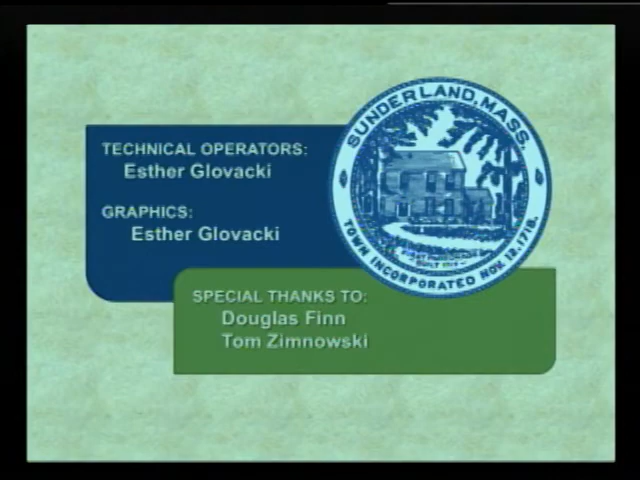 SUNDERLAND, MASS.
TOWN INCORPORATED NOV. 12, 1718.
TECHNICAL OPERATORS:
Esther Glovacki
GRAPHICS:
Esther Glovacki
SPECIAL THANKS TO:
Douglas Finn
Tom Zimnowski